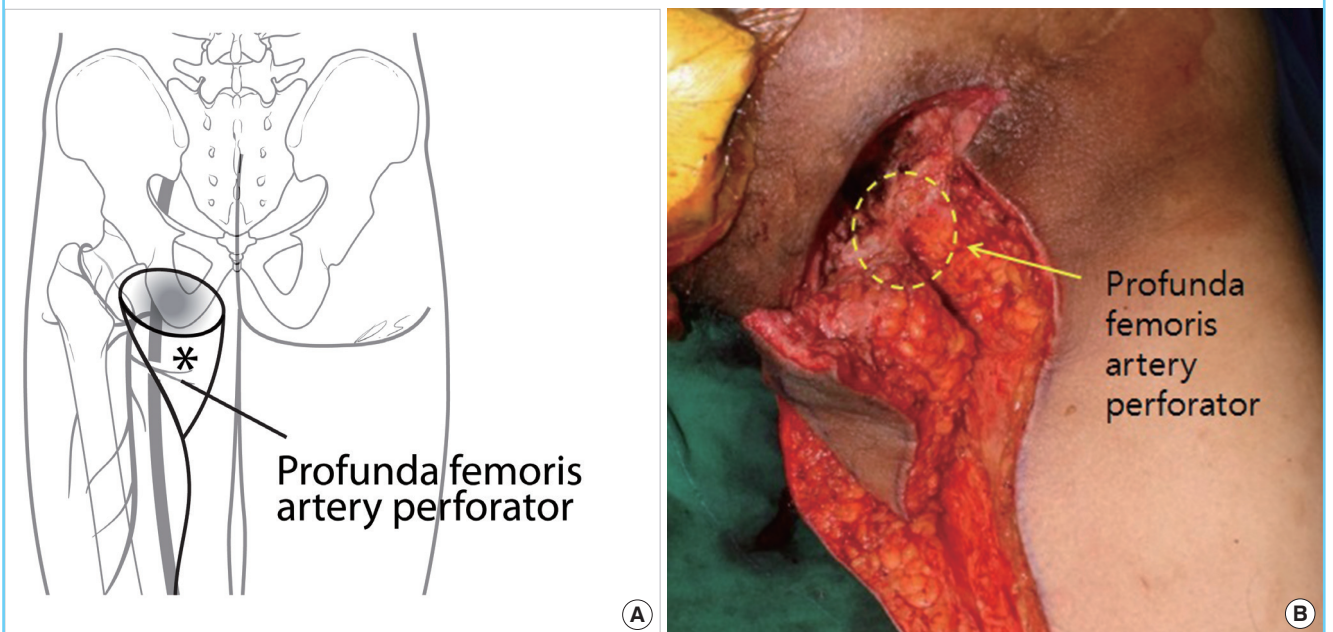 *
Profunda femoris
artery perforator
A
Profunda
femoris
artery
perforator
B